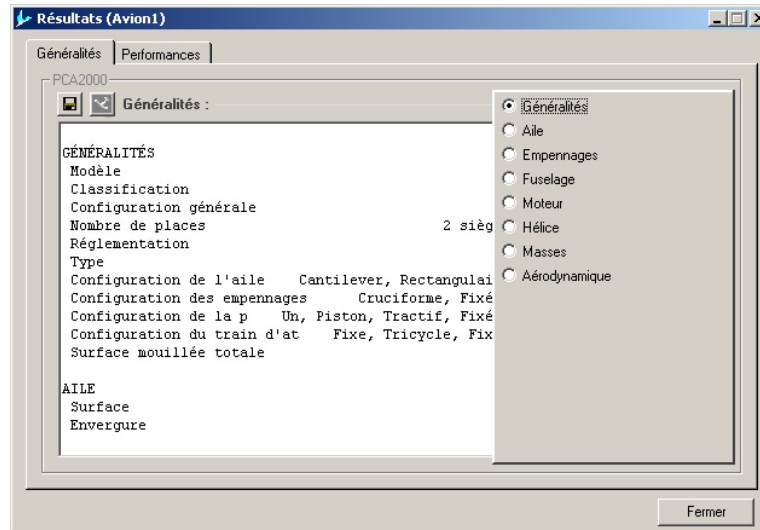 Résultats (Avion1)
Généralités
Performances
PCA2000
Généralités :
GÉNÉRALITÉS
Modèle
Classification
Configuration générale
Nombre de places 2 sièg
Réglementation
Type
Configuration de l'aile Cantilever, Rectangulai
Configuration des empennages Cruciforme, Fixé
Configuration de la p Un, Piston, Tractif, Fixé
Configuration du train d'at Fixe, Tricycle, Fix
Surface mouillée totale
AILE
Surface
Envergure
Généralités
Aile
Empennages
Fuselage
Moteur
Hélice
Masses
Aérodynamique
Fermer